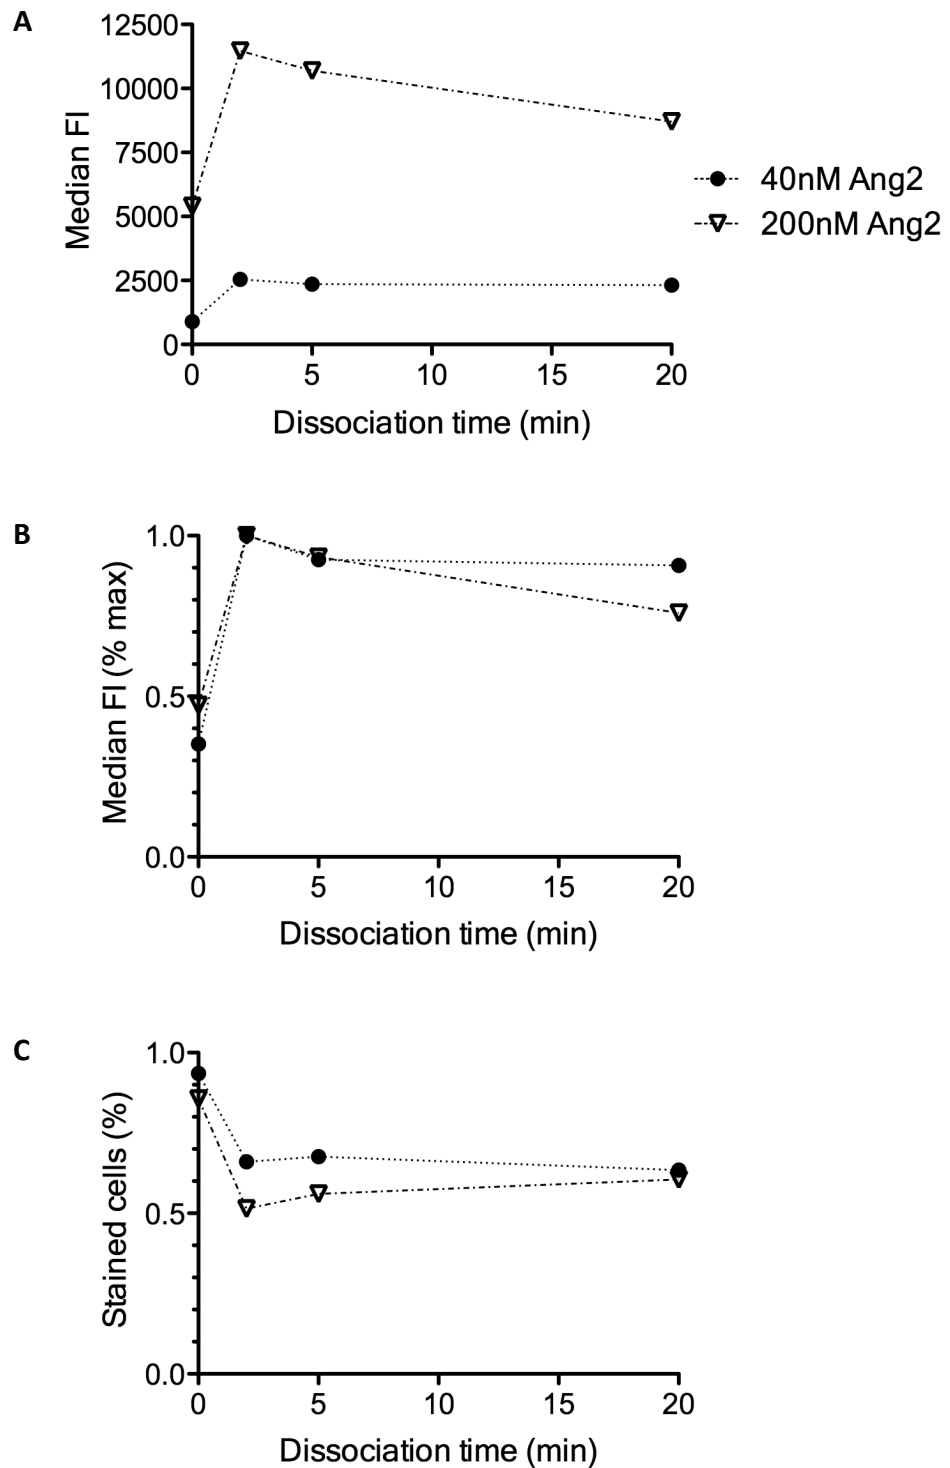 A
12500
10000
7500
5000
2500
0
Median FI
0 5 10 15 20
Dissociation time (min)
40nM Ang2
200nM Ang2
B
1.0
0.5
0.0
Median FI (% max)
0 5 10 15 20
Dissociation time (min)
C
1.0
0.5
0.0
Stained cells (%)
0 5 10 15 20
Dissociation time (min)